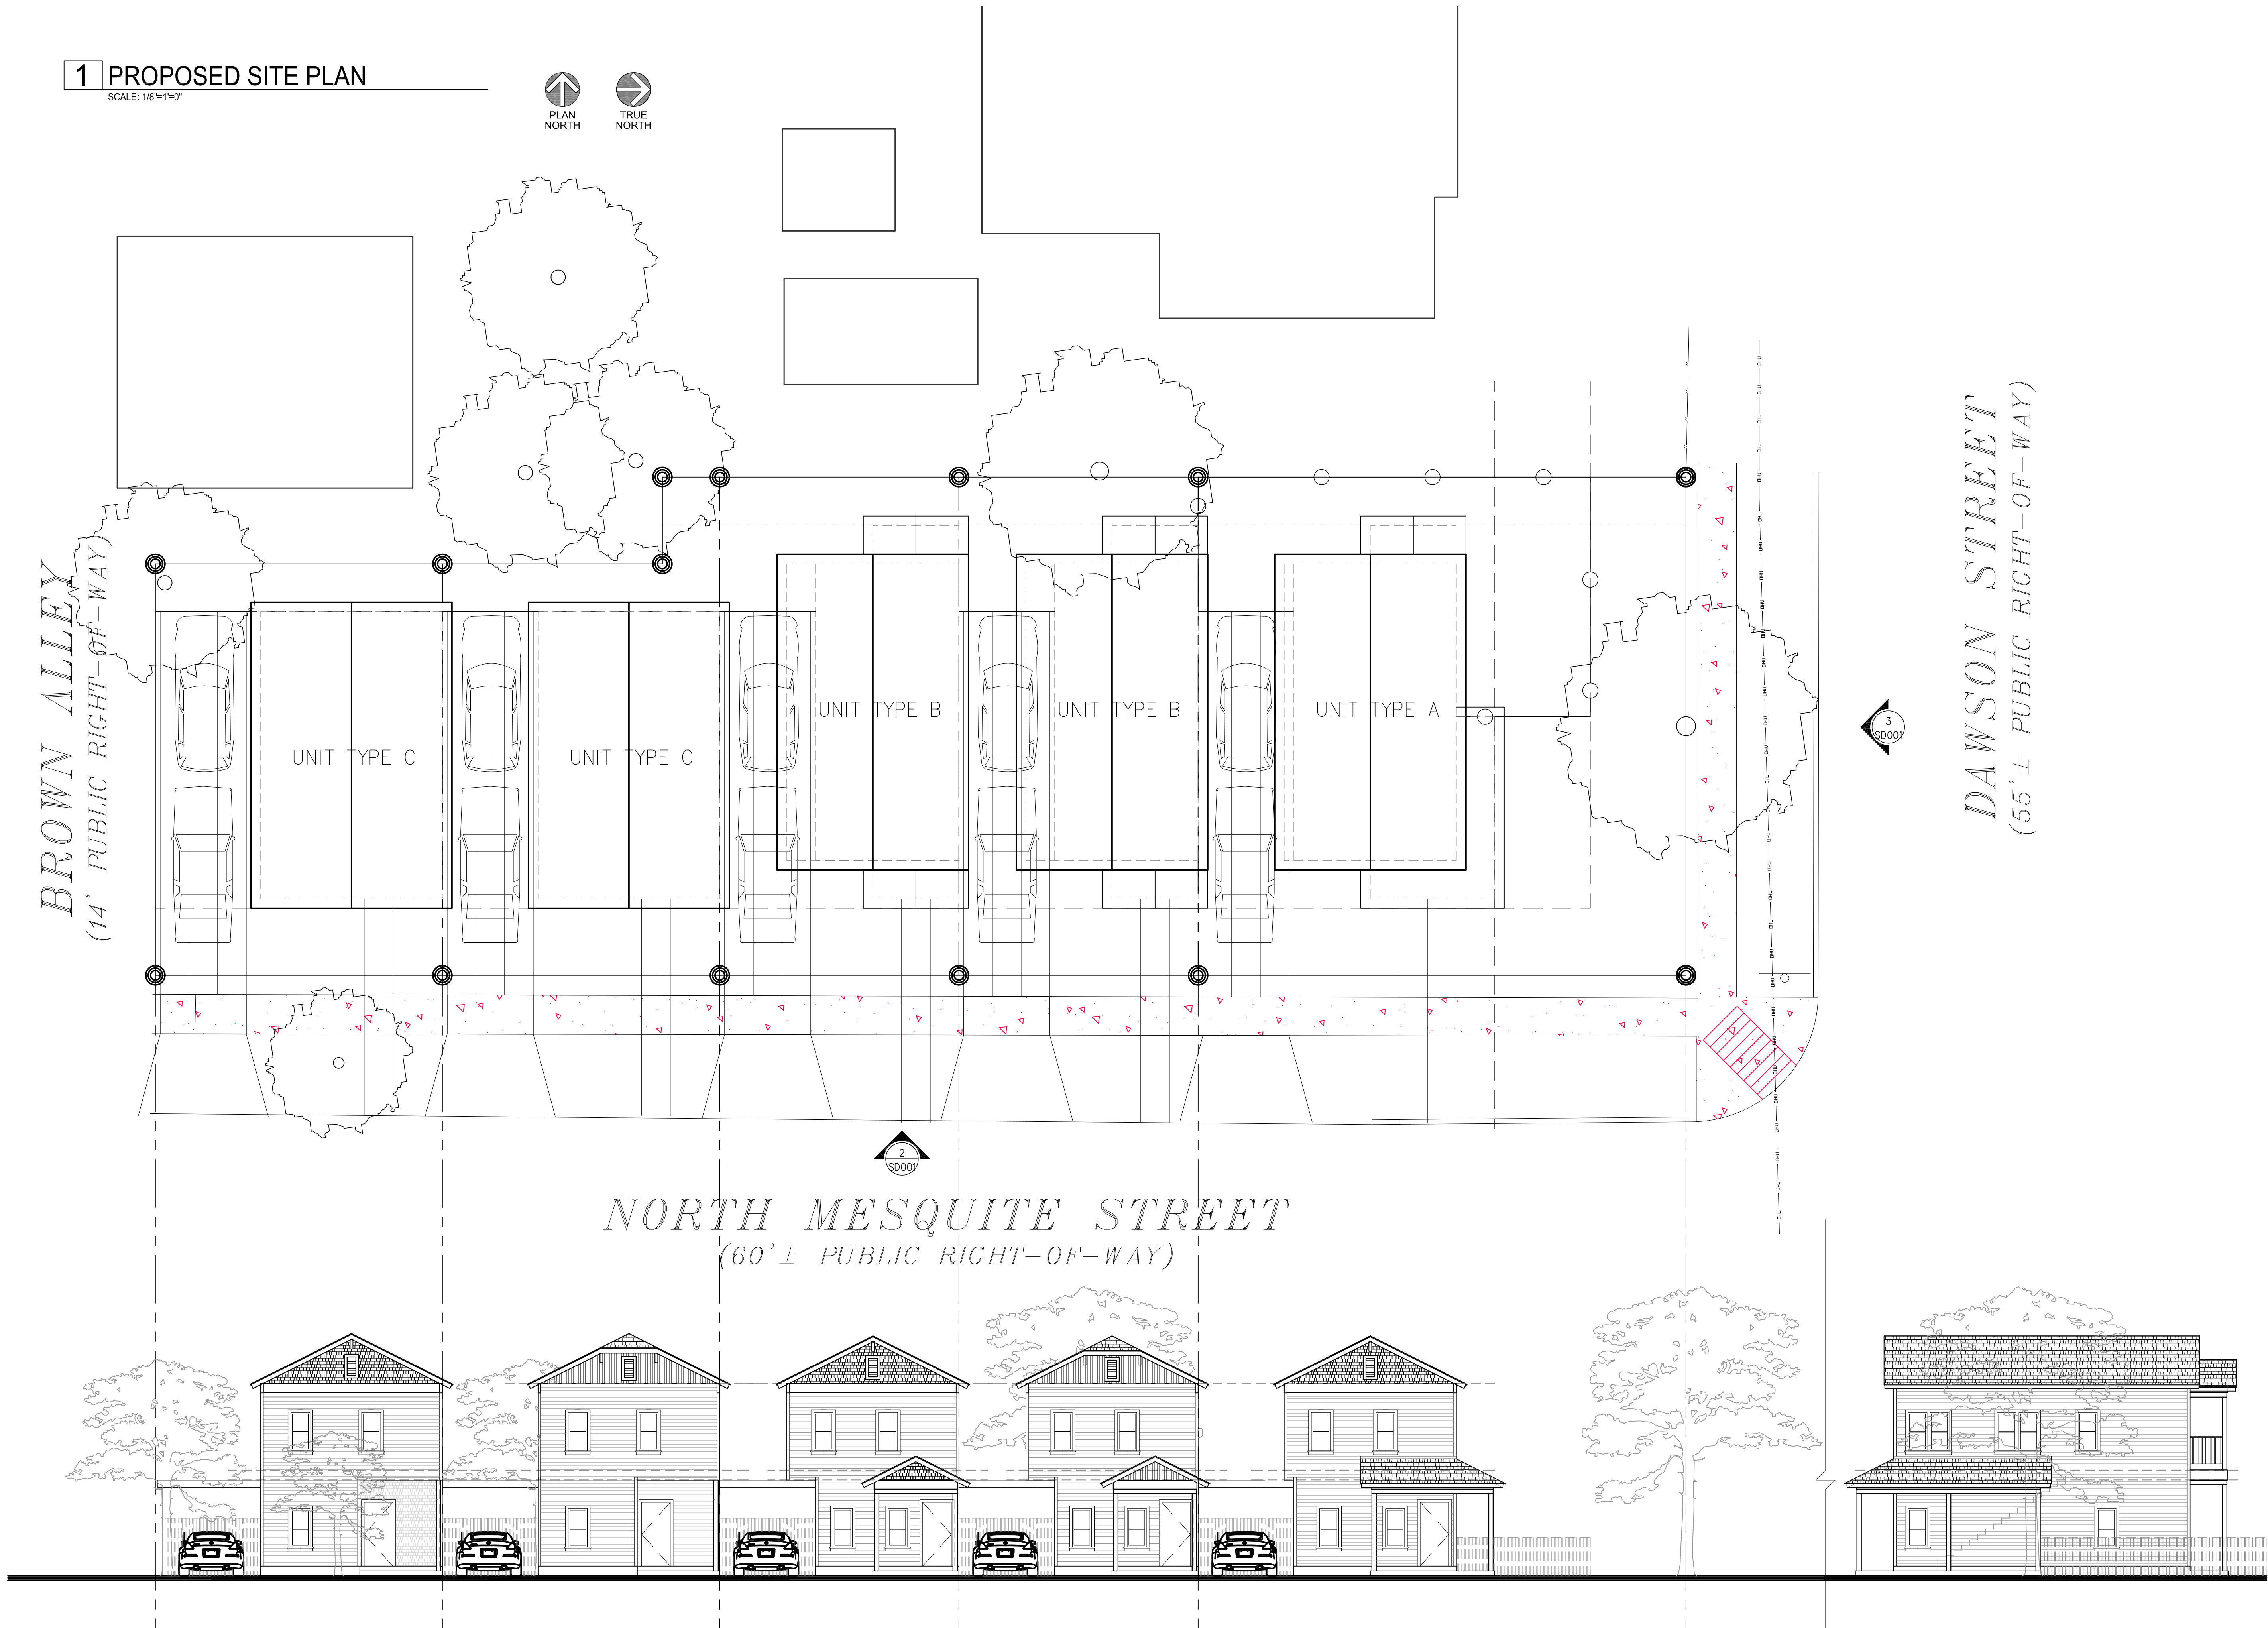 1 PROPOSED SITE PLAN
SCALE: 1/8"=1'=0"
PLAN
NORTH
TRUE
NORTH
BROWN ALLEY
(14' PUBLIC RIGHT-OF-WAY)
DAWSON STREET
(55'± PUBLIC RIGHT-OF-WAY)
UNIT TYPE C
UNIT TYPE C
UNIT TYPE B
UNIT TYPE B
UNIT TYPE A
3
SD001
2
SD001
NORTH MESQUITE STREET
(60'± PUBLIC RIGHT-OF-WAY)